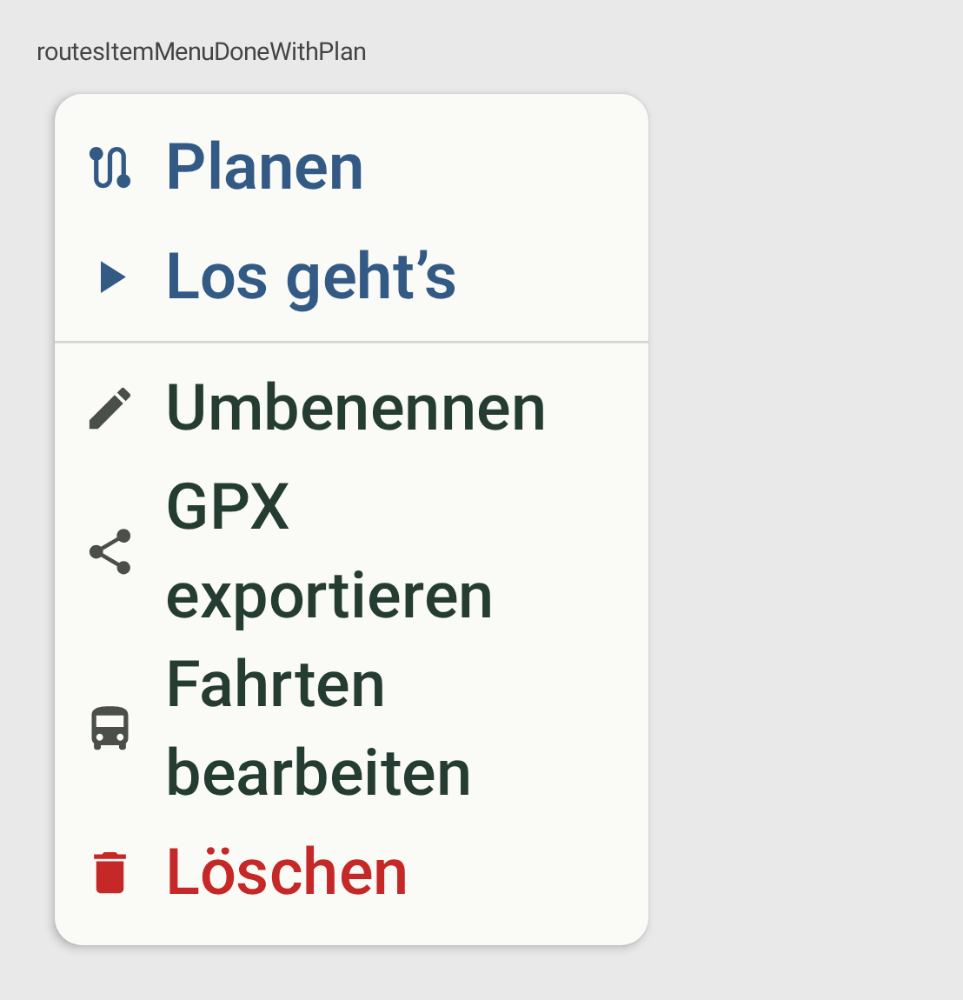 routesItemMenuDoneWithPlan
Planen
Los geht’s
Umbenennen
GPX
exportieren
Fahrten
bearbeiten
Löschen